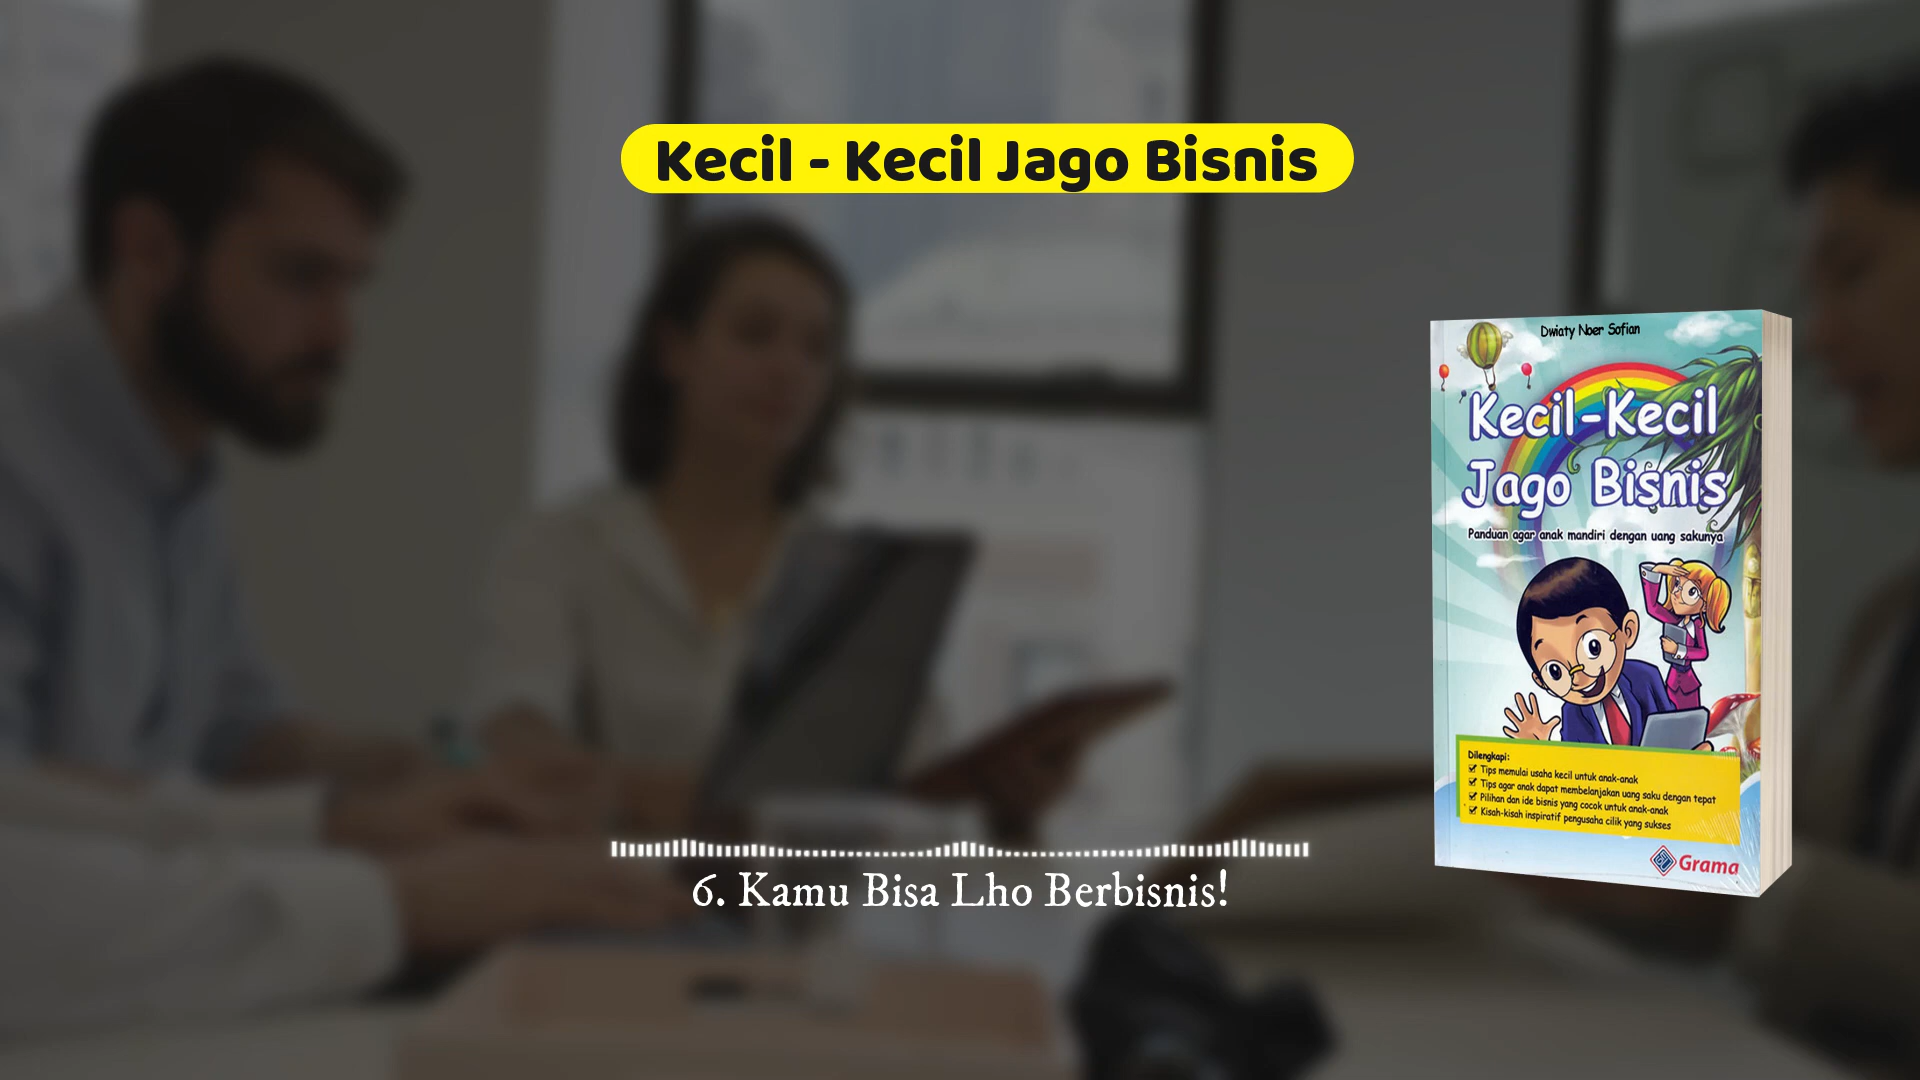 Kecil - Kecil Jago Bisnis
Dwiaty Noer Sofian
Kecil-Kecil
Jago Bisnis
Panduan agar anak mandiri dengan uang sakunya
Dilengkapi:
Tips memulai usaha kecil untuk anak-anak
Tips agar anak dapat membelanjakan uang saku dengan tepat
Pilihan dan ide bisnis yang cocok untuk anak-anak
Kisah-kisah inspiratif pengusaha cilik yang sukses
Grama
6. Kamu Bisa Lho Berbisnis!